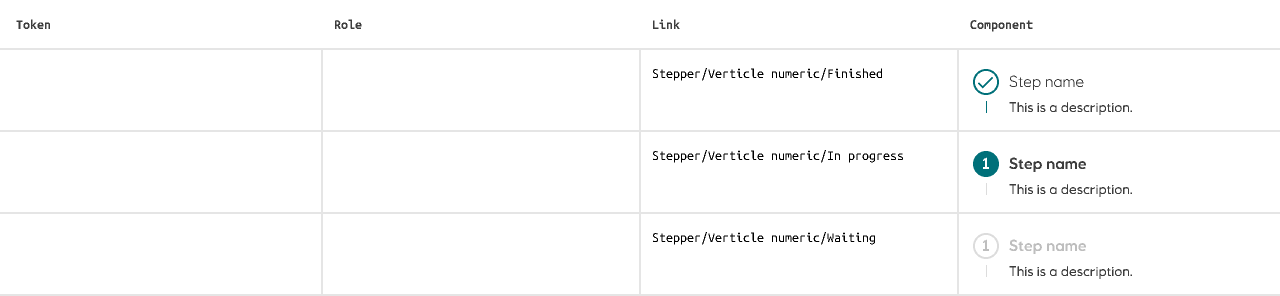 Token Role Link Component
Stepper/Verticle numeric/Finished
Step name
This is a description.
Stepper/Verticle numeric/In progress
1 Step name
This is a description.
Stepper/Verticle numeric/Waiting
1 Step name
This is a description.